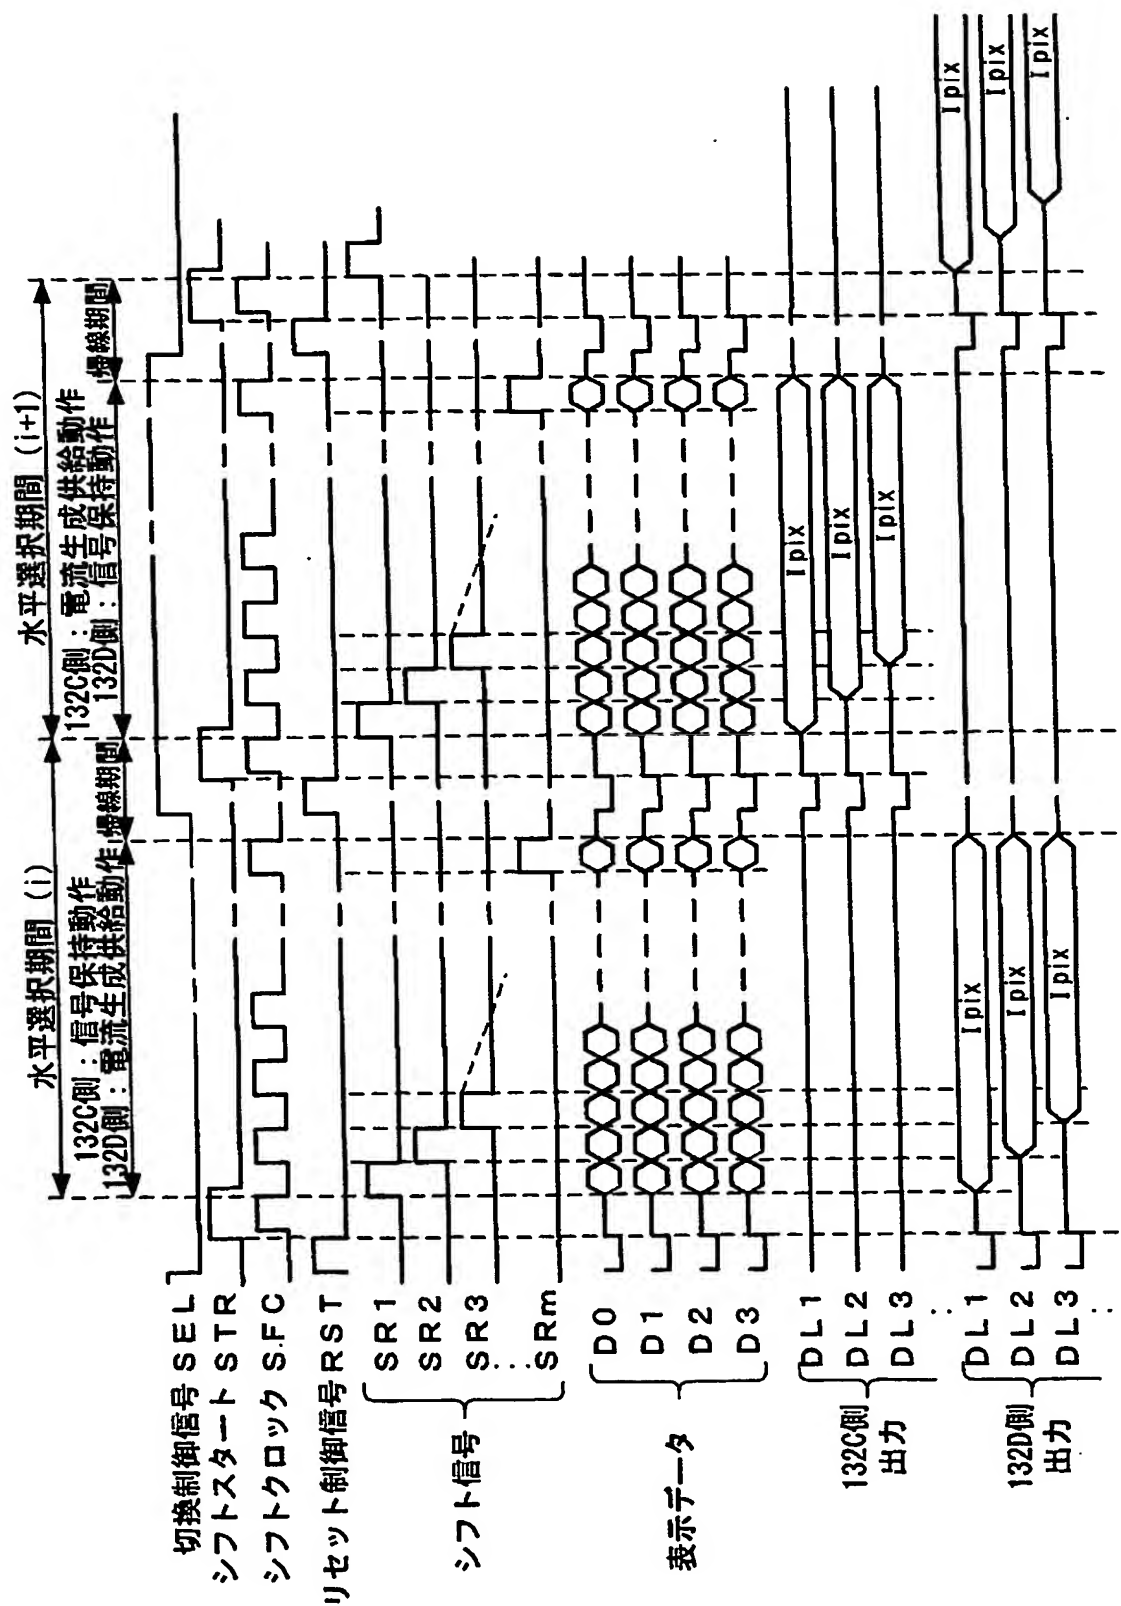 水平選択期間 (i)
水平選択期間 (i+1)
132C側：信号保持動作
132D側：電流生成供給動作
帰線期間
132C側：電流生成供給動作
132D側：信号保持動作
帰線期間
切換制御信号 SEL
シフトスタート STR
シフトクロック SFC
リセット制御信号 RST
シフト信号
SR1
SR2
SR3
SRm
表示データ
D0
D1
D2
D3
132C側
出力
DL1
DL2
DL3
Ipix
Ipix
Ipix
132D側
出力
DL1
DL2
DL3
Ipix
Ipix
Ipix
Ipix
Ipix
Ipix